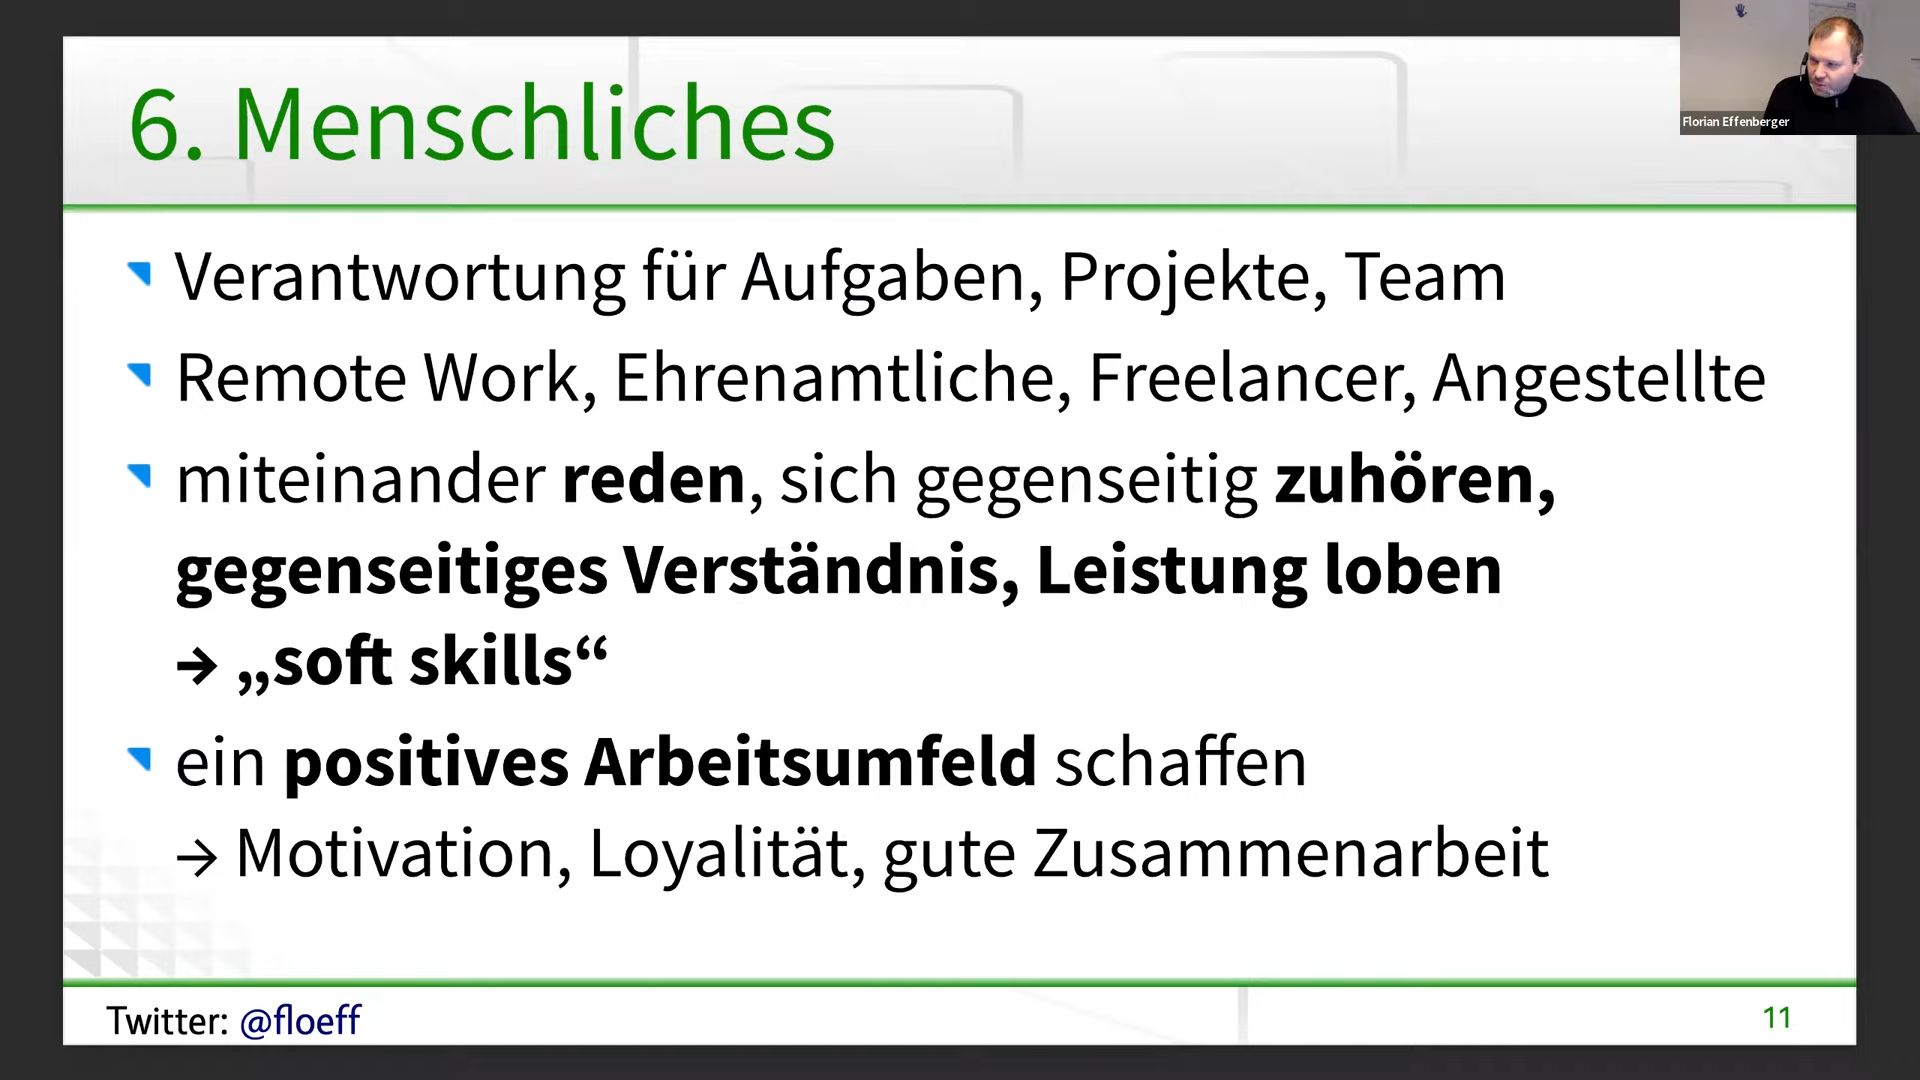 6. Menschliches
Florian Effenberger
Verantwortung für Aufgaben, Projekte, Team
Remote Work, Ehrenamtliche, Freelancer, Angestellte
miteinander reden, sich gegenseitig zuhören,
gegenseitiges Verständnis, Leistung loben
→ „soft skills“
ein positives Arbeitsumfeld schaffen
→ Motivation, Loyalität, gute Zusammenarbeit
Twitter: @floeff
11